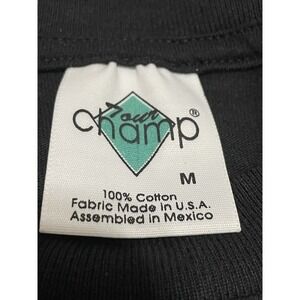 Tour
Champ®
M
100% Cotton
Fabric Made in U.S.A.
Assembled in Mexico